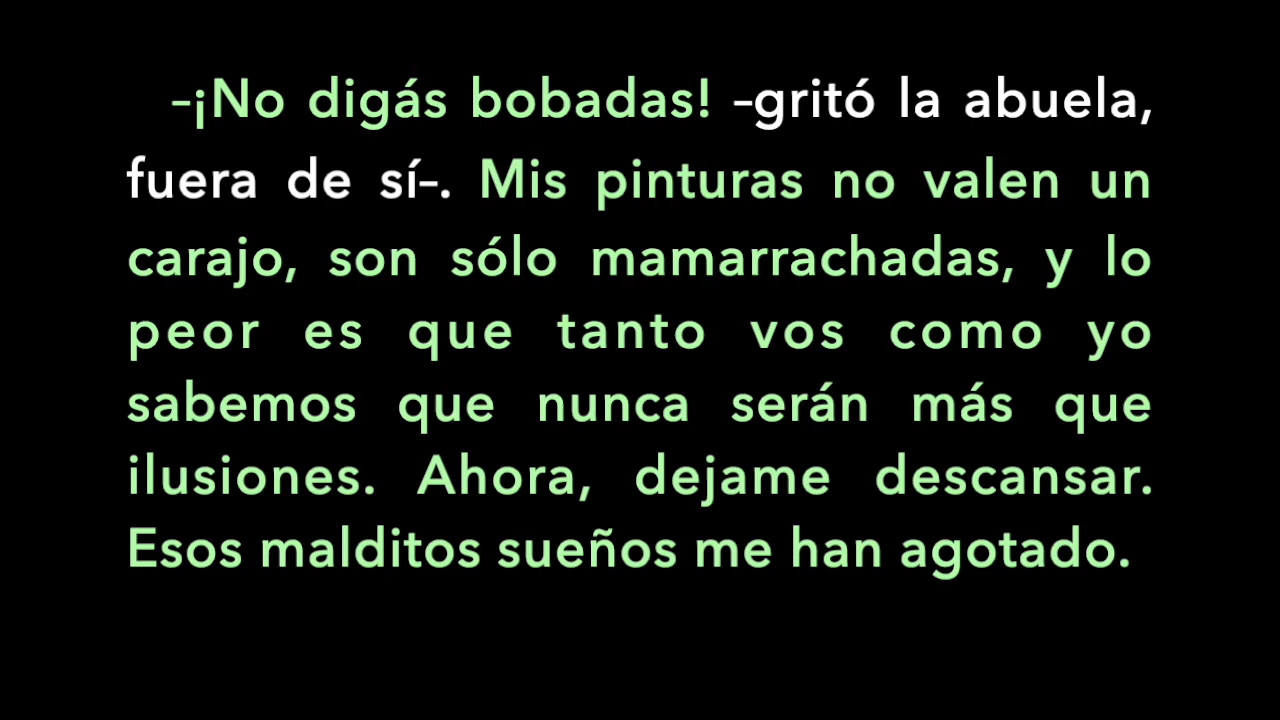 –¡No digás bobadas! –gritó la abuela,
fuera de sí–. Mis pinturas no valen un
carajo, son sólo mamarrachadas, y lo
peor es que tanto vos como yo
sabemos que nunca serán más que
ilusiones. Ahora, dejame descansar.
Esos malditos sueños me han agotado.